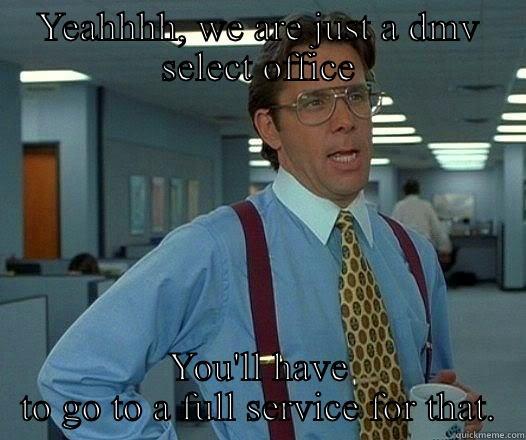 Yeahhhh, we are just a dmv
select office
You'll have
to go to a full service for that.
quickmeme.com